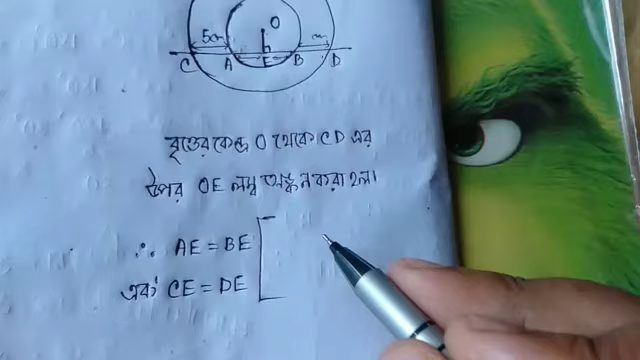 O
5cm
C A E B D
বৃত্তের কেন্দ্র O থেকে CD এর
উপর OE লম্ব অঙ্কন করা হল।
∴ AE = BE [
এবং CE = DE